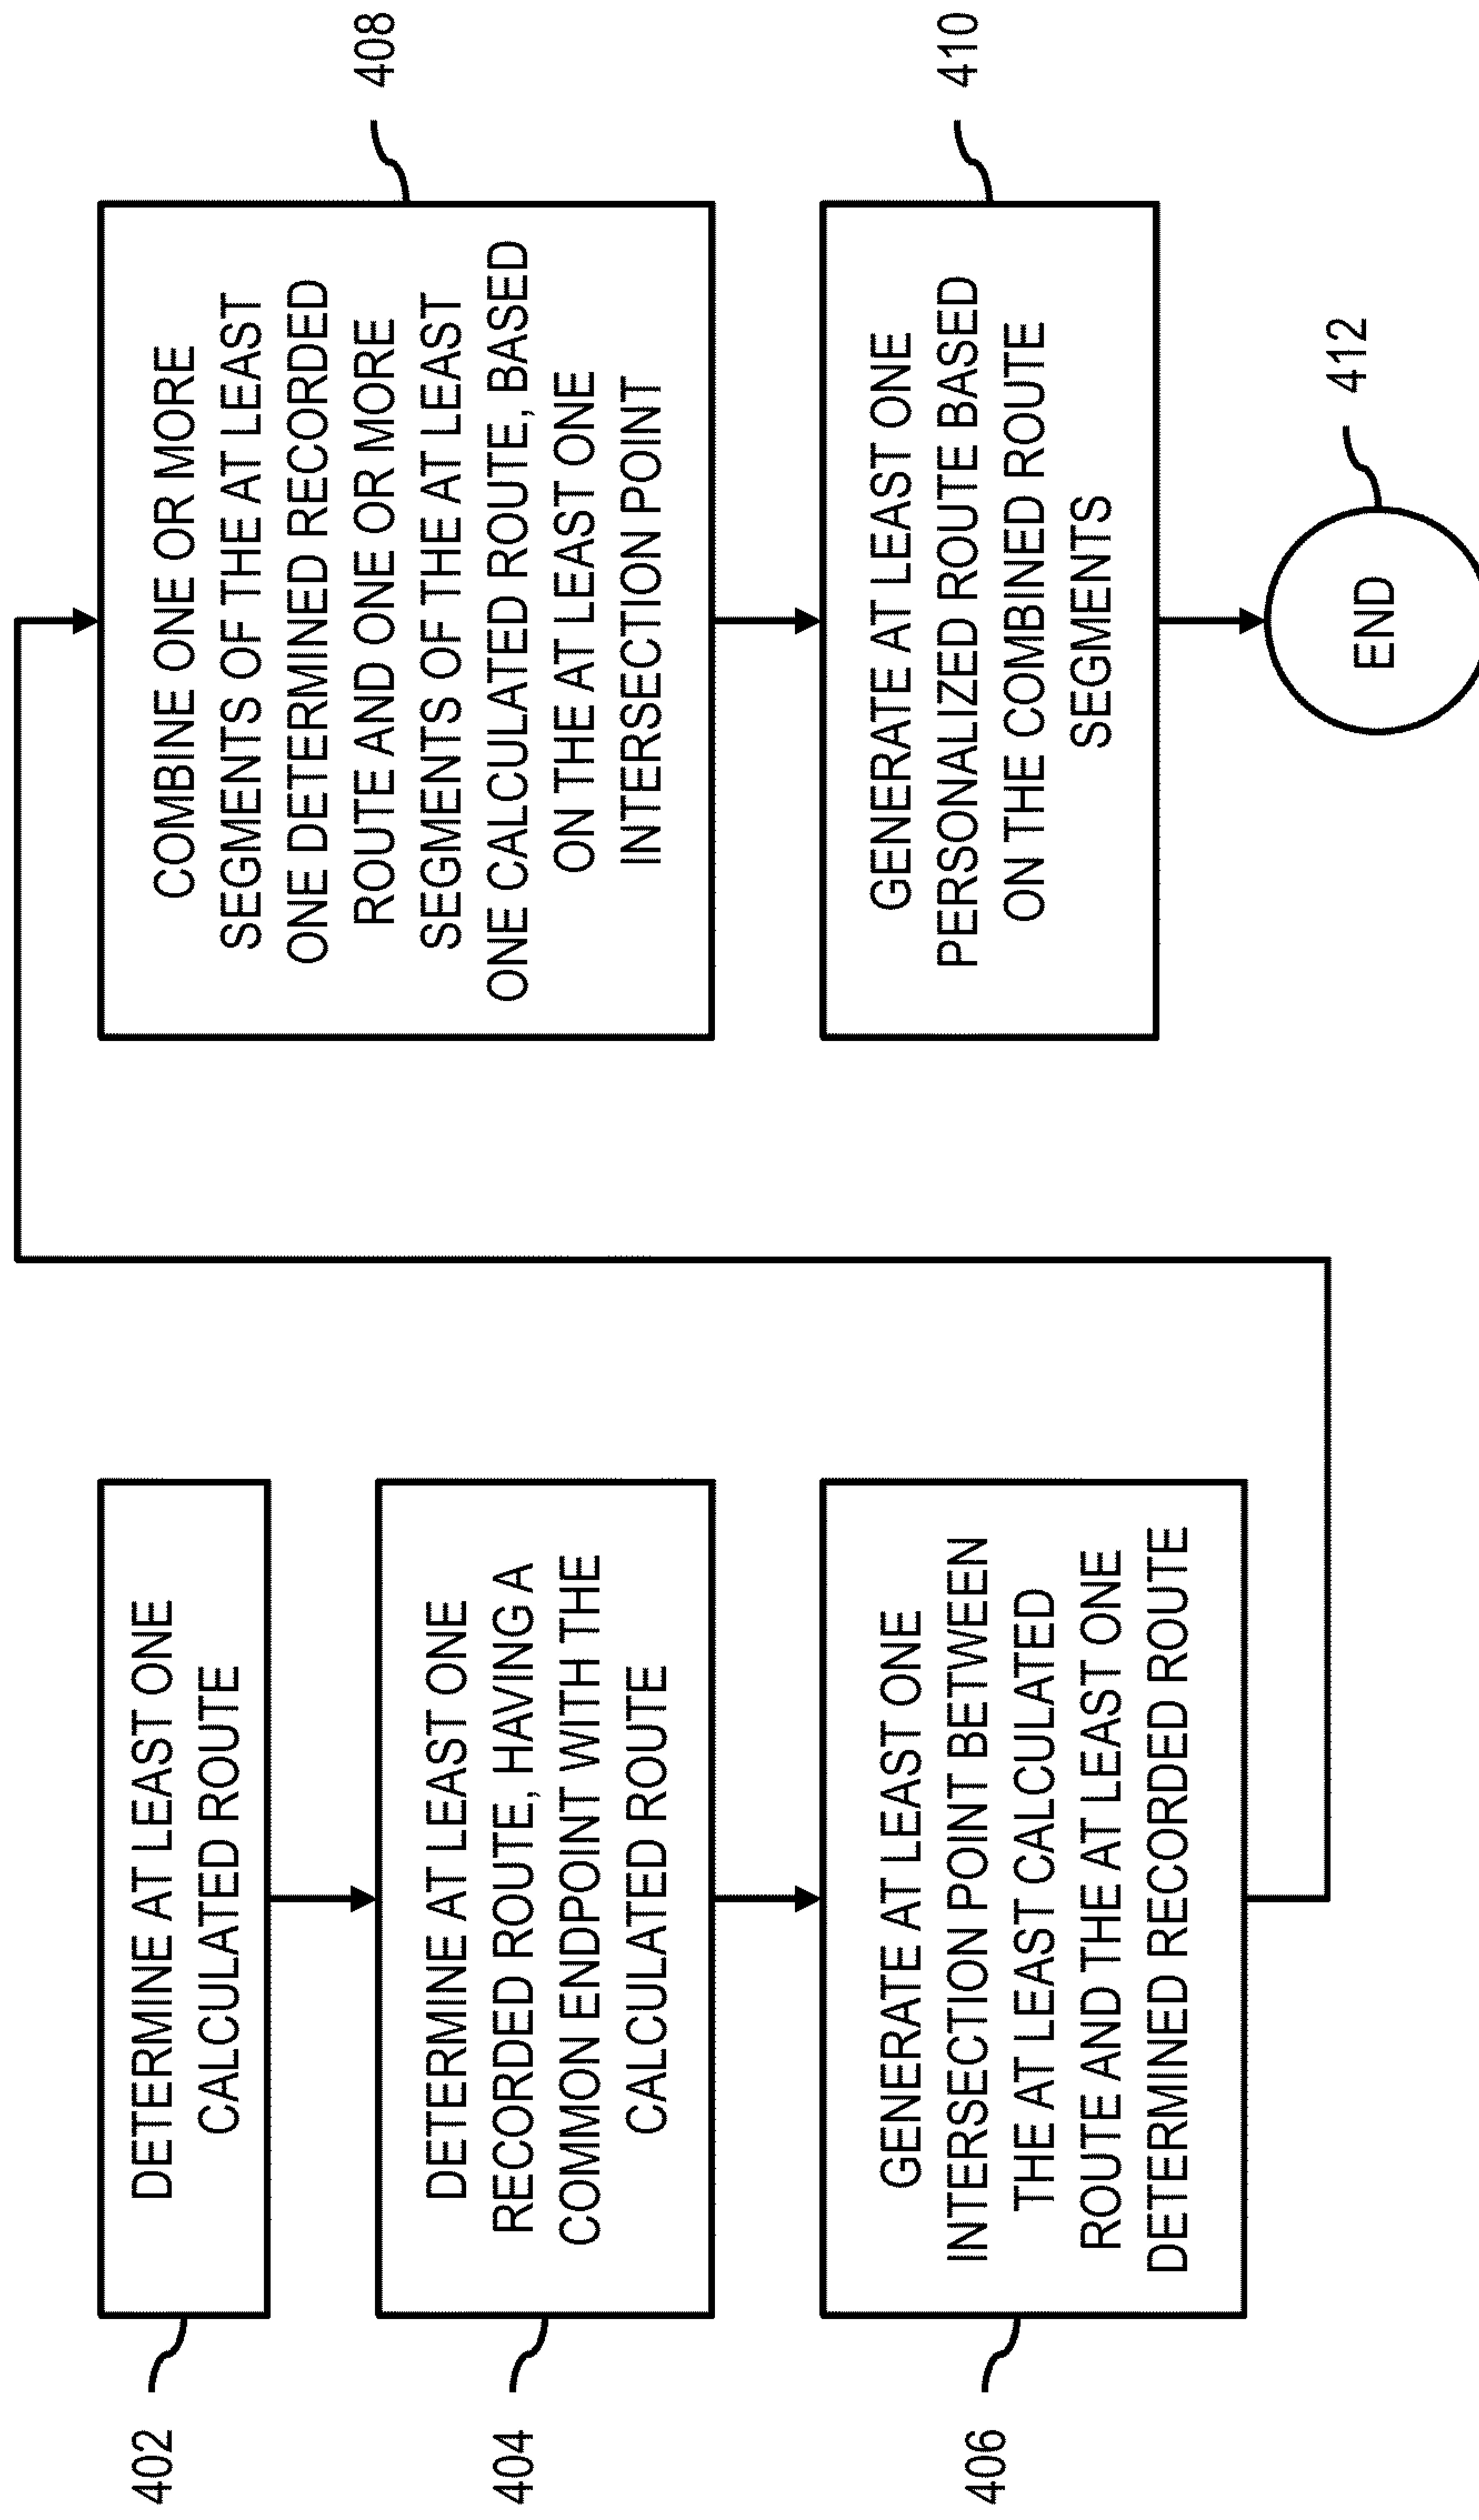 402
DETERMINE AT LEAST ONE
CALCULATED ROUTE
404
DETERMINE AT LEAST ONE
RECORDED ROUTE, HAVING A
COMMON ENDPOINT WITH THE
CALCULATED ROUTE
406
GENERATE AT LEAST ONE
INTERSECTION POINT BETWEEN
THE AT LEAST CALCULATED
ROUTE AND THE AT LEAST ONE
DETERMINED RECORDED ROUTE
408
COMBINE ONE OR MORE
SEGMENTS OF THE AT LEAST
ONE DETERMINED RECORDED
ROUTE AND ONE OR MORE
SEGMENTS OF THE AT LEAST
ONE CALCULATED ROUTE, BASED
ON THE AT LEAST ONE
INTERSECTION POINT
410
GENERATE AT LEAST ONE
PERSONALIZED ROUTE BASED
ON THE COMBINED ROUTE
SEGMENTS
412
END